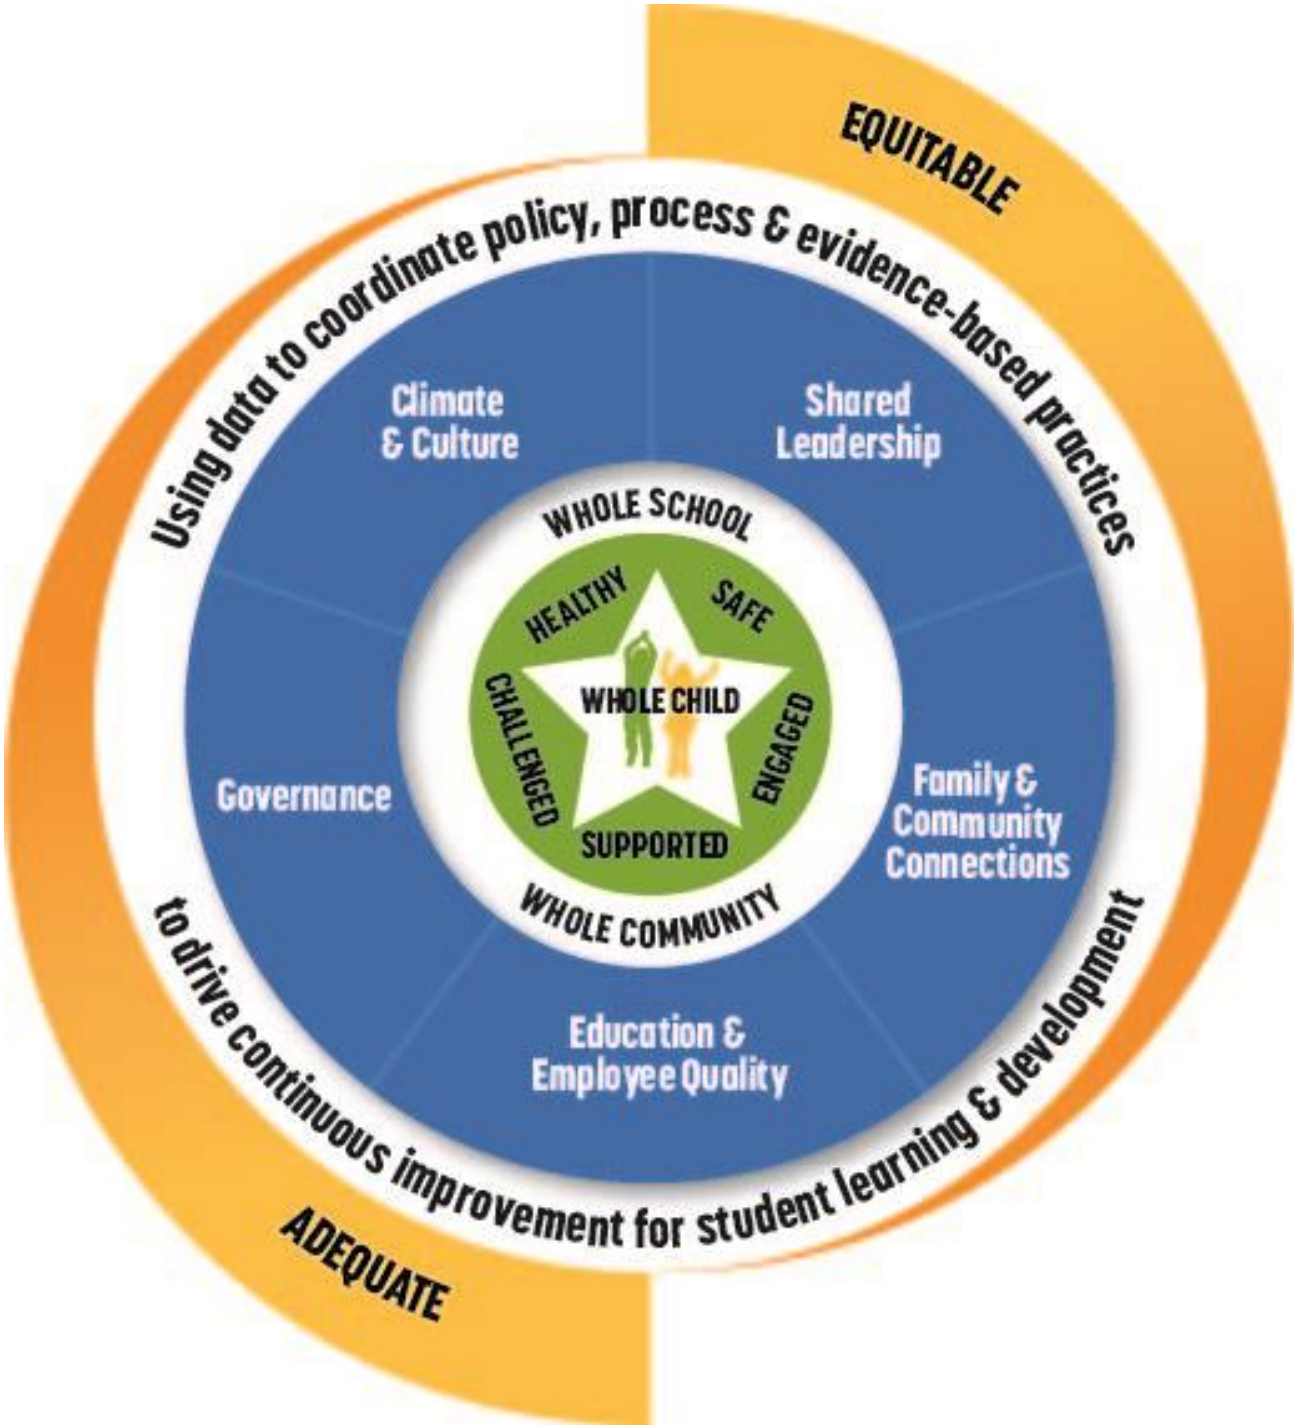 EQUITABLE
Using data to coordinate policy, process & evidence-based practices
Climate
& Culture
Shared
Leadership
WHOLE SCHOOL
HEALTHY
SAFE
WHOLE CHILD
CHALLENGED
ENGAGED
SUPPORTED
WHOLE COMMUNITY
Governance
Family &
Community
Connections
Education &
Employee Quality
to drive continuous improvement for student learning & development
ADEQUATE